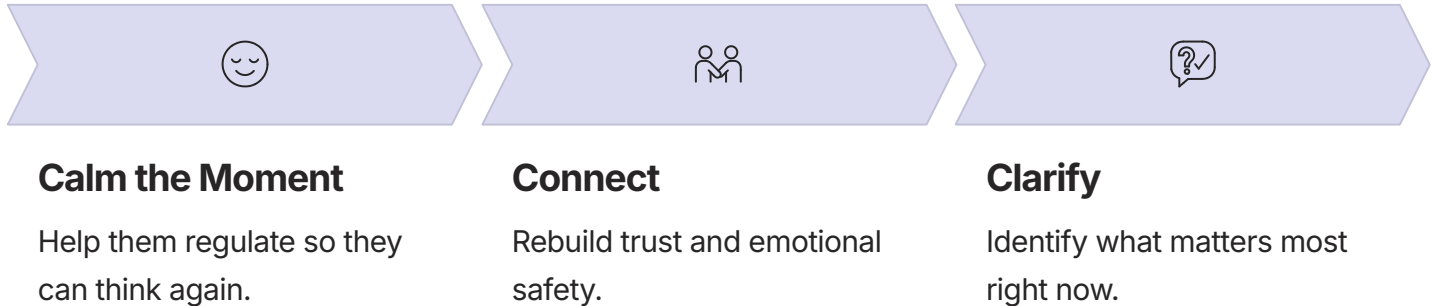 Calm the Moment
Help them regulate so they
can think again.
Connect
Rebuild trust and emotional
safety.
Clarify
Identify what matters most
right now.